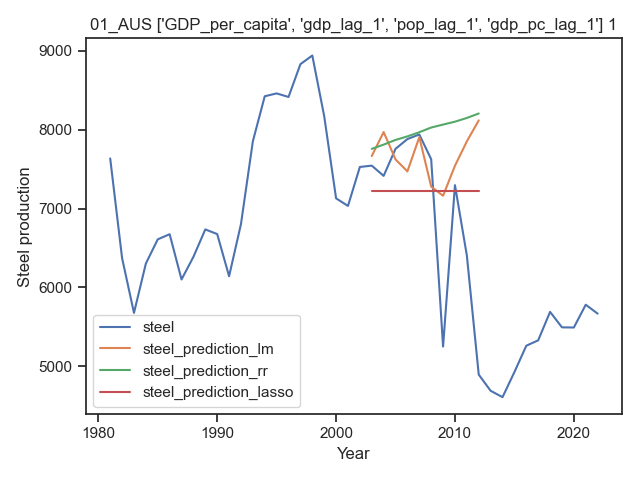 01_AUS ['GDP_per_capita', 'gdp_lag_1', 'pop_lag_1', 'gdp_pc_lag_1'] 1
9000
8000
7000
6000
5000
Steel production
steel
steel_prediction_lm
steel_prediction_rr
steel_prediction_lasso
1980
1990
2000
2010
2020
Year